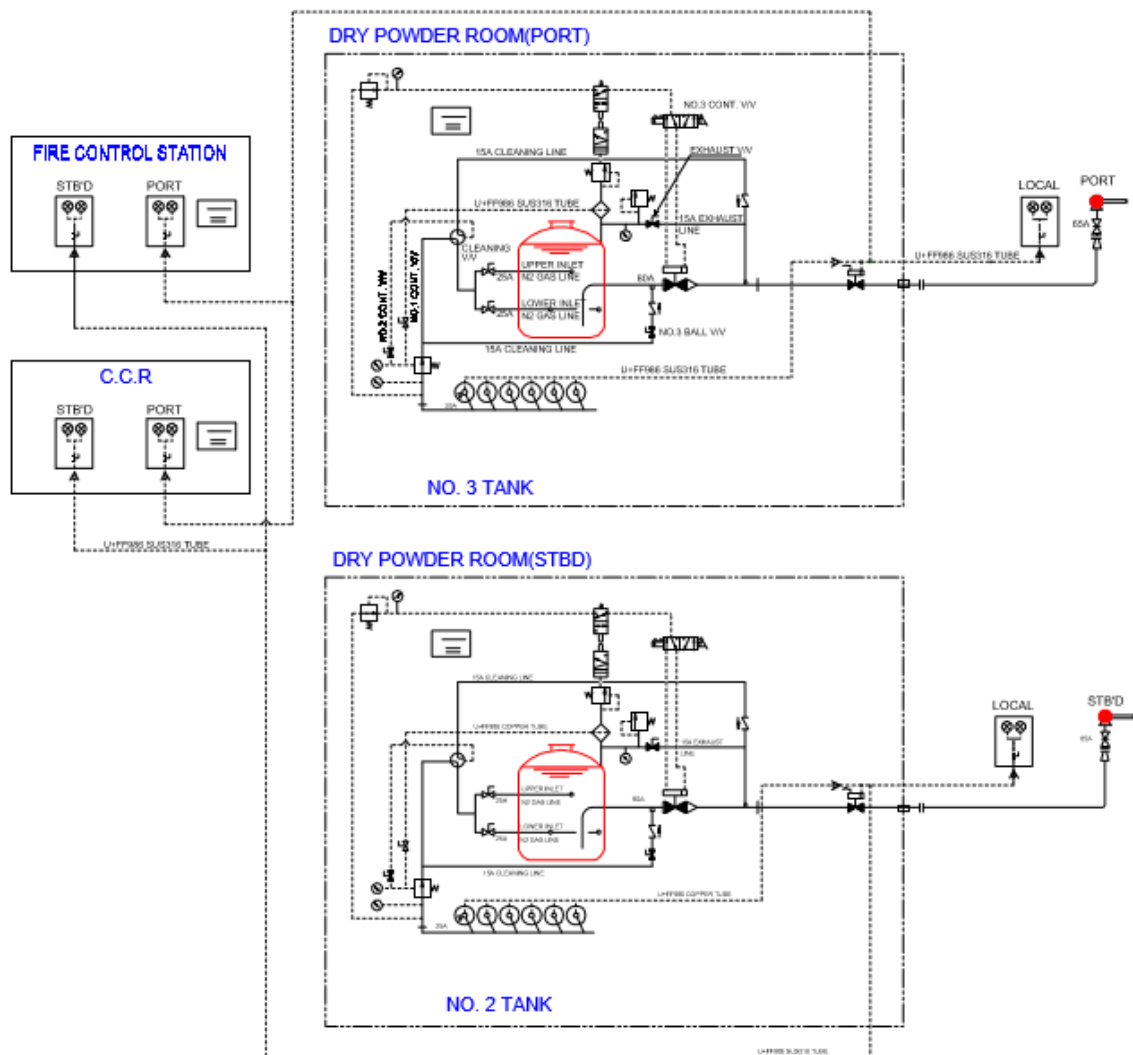 DRY POWDER ROOM(PORT)
NO.3 CONT. V/V
EXHAUST V/V
15A CLEANING LINE
FIRE CONTROL STATION
STB'D
PORT
LOCAL
PORT
65A
U+FF986 SUS316 TUBE
15A EXHAUST
LINE
U+FF986 SUS316 TUBE
CLEANING
V/V
UPPER INLET
25A
N2 GAS LINE
80A
NO.2 CONT. V/V
NO.1 CONT. V/V
LOWER INLET
25A
N2 GAS LINE
NO.3 BALL V/V
15A CLEANING LINE
U+FF986 SUS316 TUBE
C.C.R
STB'D
PORT
NO. 3 TANK
U+FF986 SUS316 TUBE
DRY POWDER ROOM(STBD)
15A CLEANING LINE
LOCAL
STB'D
65A
U+FF986 COPPER TUBE
15A EXHAUST
LINE
UPPER INLET
25A
N2 GAS LINE
80A
LOWER INLET
25A
N2 GAS LINE
15A CLEANING LINE
U+FF986 COPPER TUBE
NO. 2 TANK
U+FF986 SUS316 TUBE